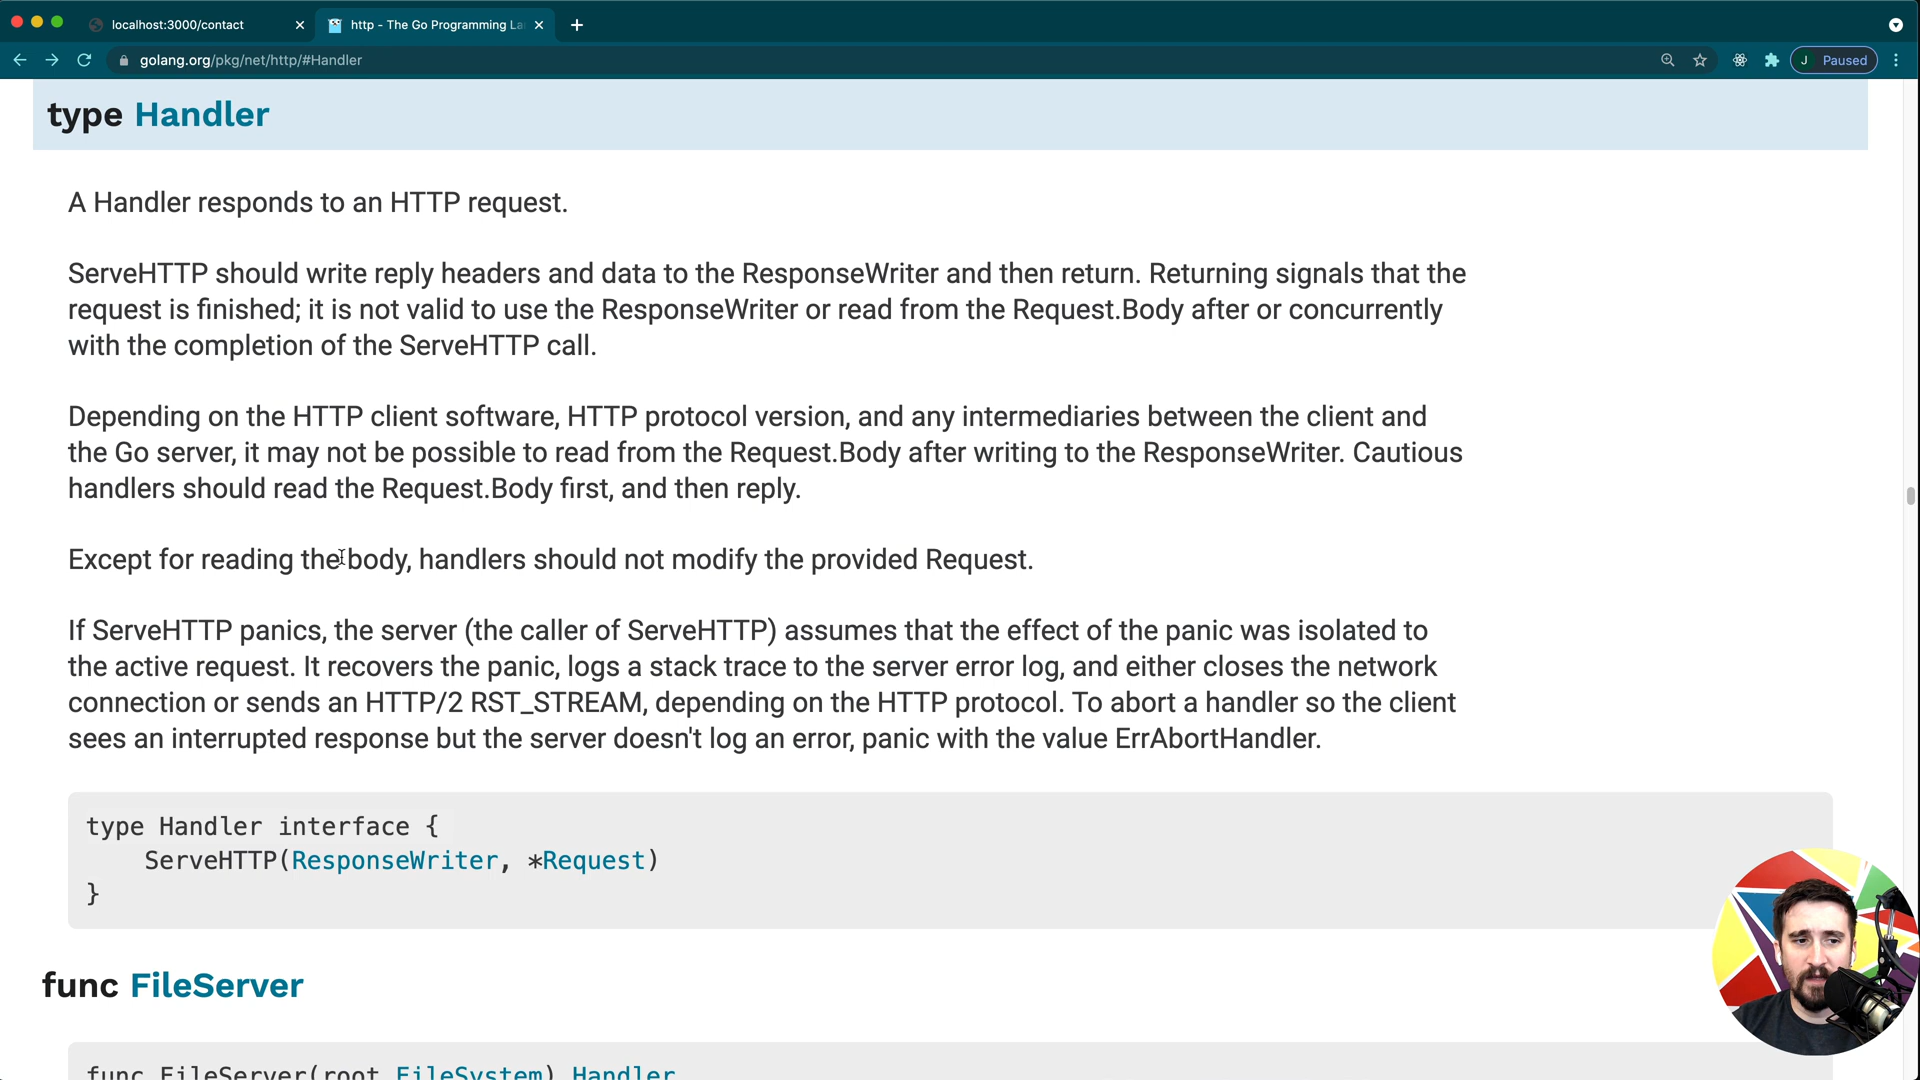 localhost:3000/contact
http - The Go Programming La
golang.org/pkg/net/http/#Handler
J Paused
type Handler
A Handler responds to an HTTP request.
ServeHTTP should write reply headers and data to the ResponseWriter and then return. Returning signals that the
request is finished; it is not valid to use the ResponseWriter or read from the Request.Body after or concurrently
with the completion of the ServeHTTP call.
Depending on the HTTP client software, HTTP protocol version, and any intermediaries between the client and
the Go server, it may not be possible to read from the Request.Body after writing to the ResponseWriter. Cautious
handlers should read the Request.Body first, and then reply.
Except for reading the body, handlers should not modify the provided Request.
If ServeHTTP panics, the server (the caller of ServeHTTP) assumes that the effect of the panic was isolated to
the active request. It recovers the panic, logs a stack trace to the server error log, and either closes the network
connection or sends an HTTP/2 RST_STREAM, depending on the HTTP protocol. To abort a handler so the client
sees an interrupted response but the server doesn't log an error, panic with the value ErrAbortHandler.
type Handler interface {
ServeHTTP(ResponseWriter, *Request)
}
func FileServer
func FileServer(root FileSystem) Handler